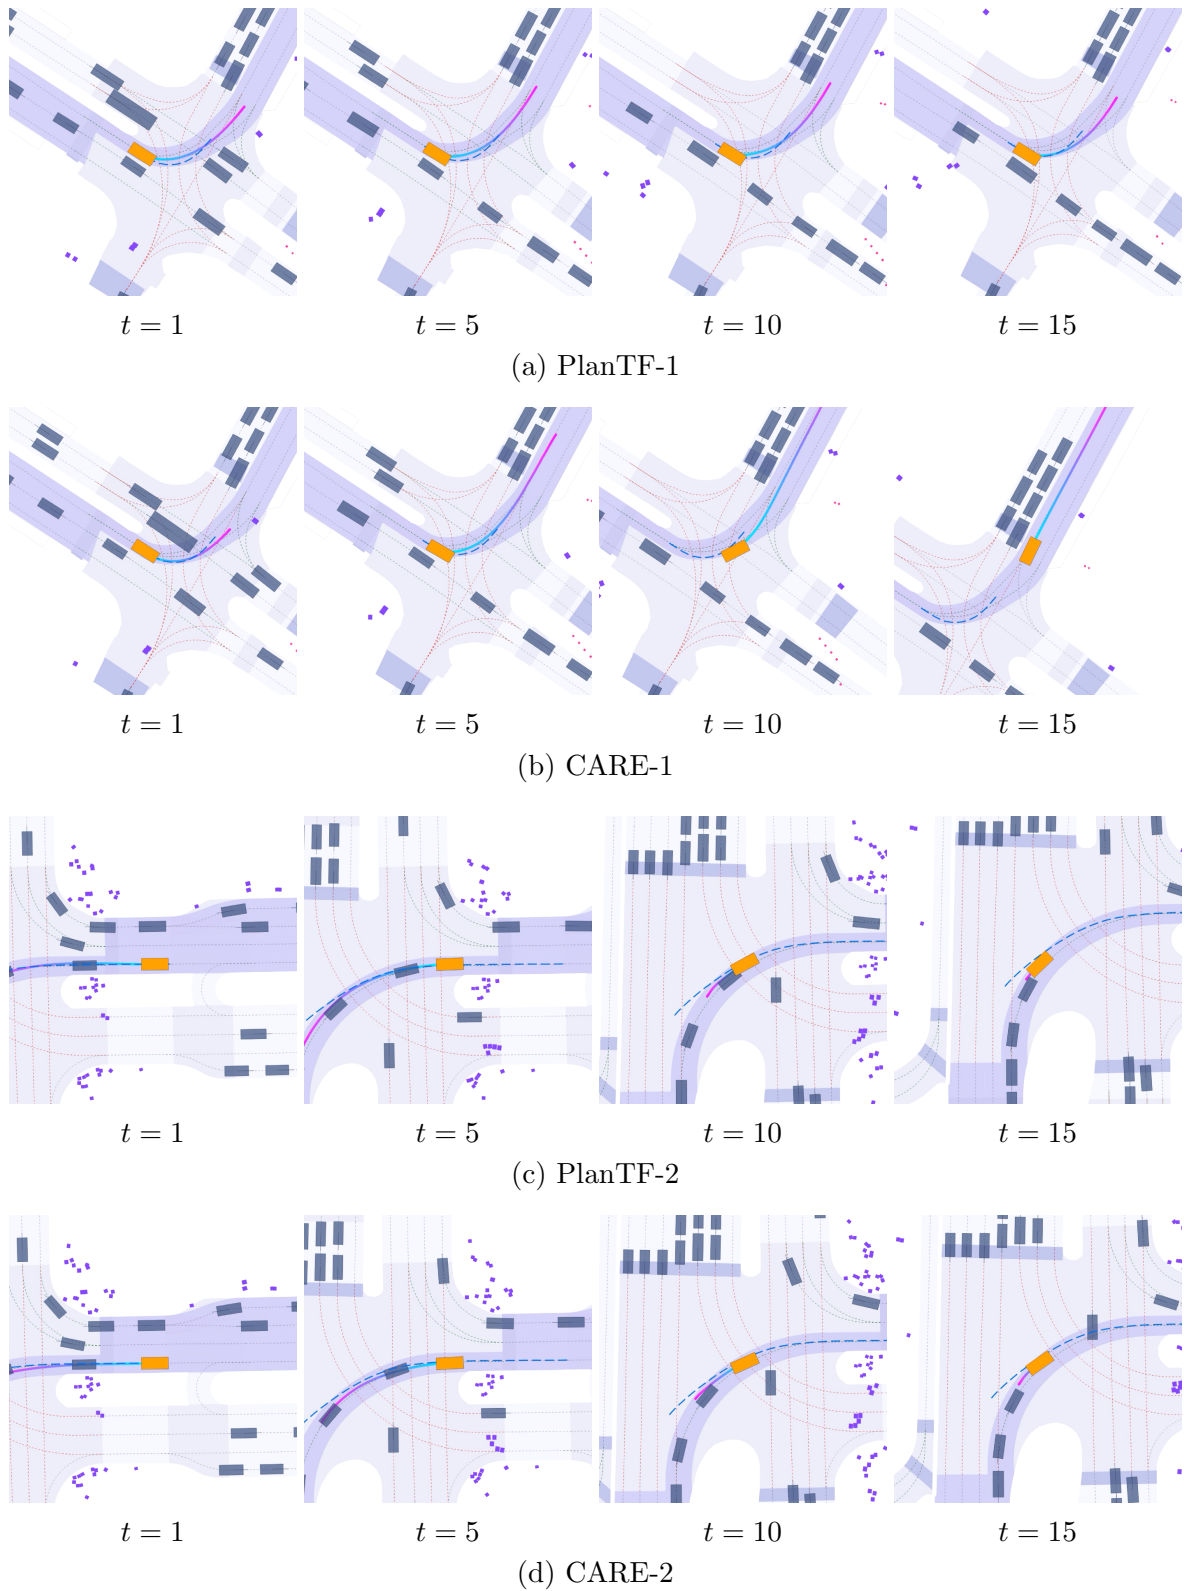 t = 1 t = 5 t = 10 t = 15
(a) PlanTF-1
t = 1 t = 5 t = 10 t = 15
(b) CARE-1
t = 1 t = 5 t = 10 t = 15
(c) PlanTF-2
t = 1 t = 5 t = 10 t = 15
(d) CARE-2